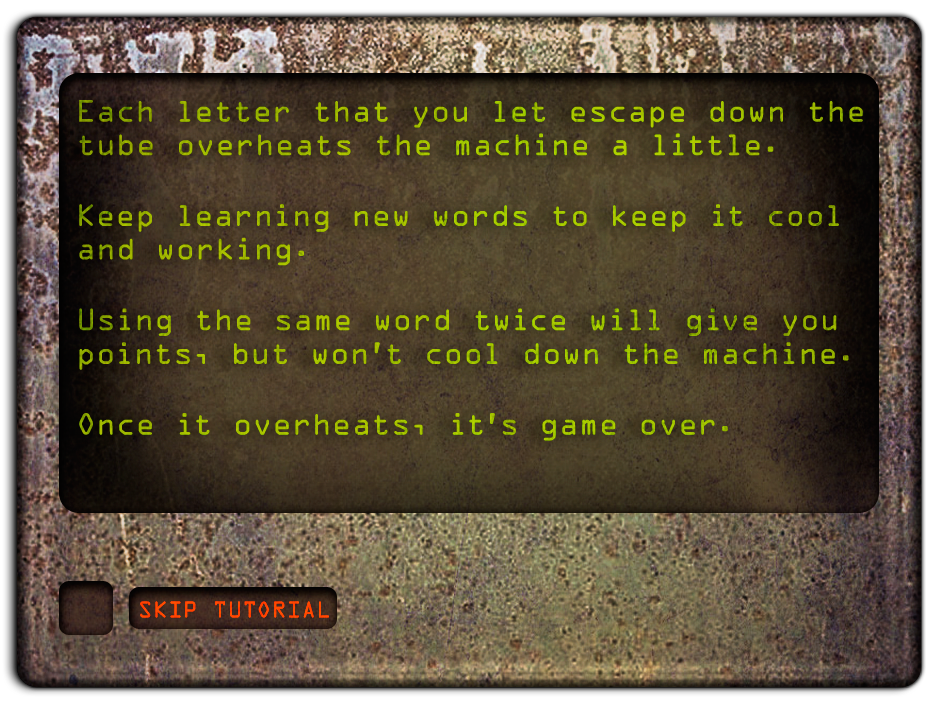 Each letter that you let escape down the
tube overheats the machine a little.
Keep learning new words to keep it cool
and working.
Using the same word twice will give you
points, but won't cool down the machine.
Once it overheats, it's game over.
SKIP TUTORIAL